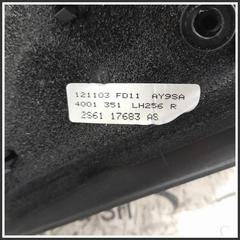 121103 FD11 AY9SA
4001 351 LH256 R
2S61 17683 AS